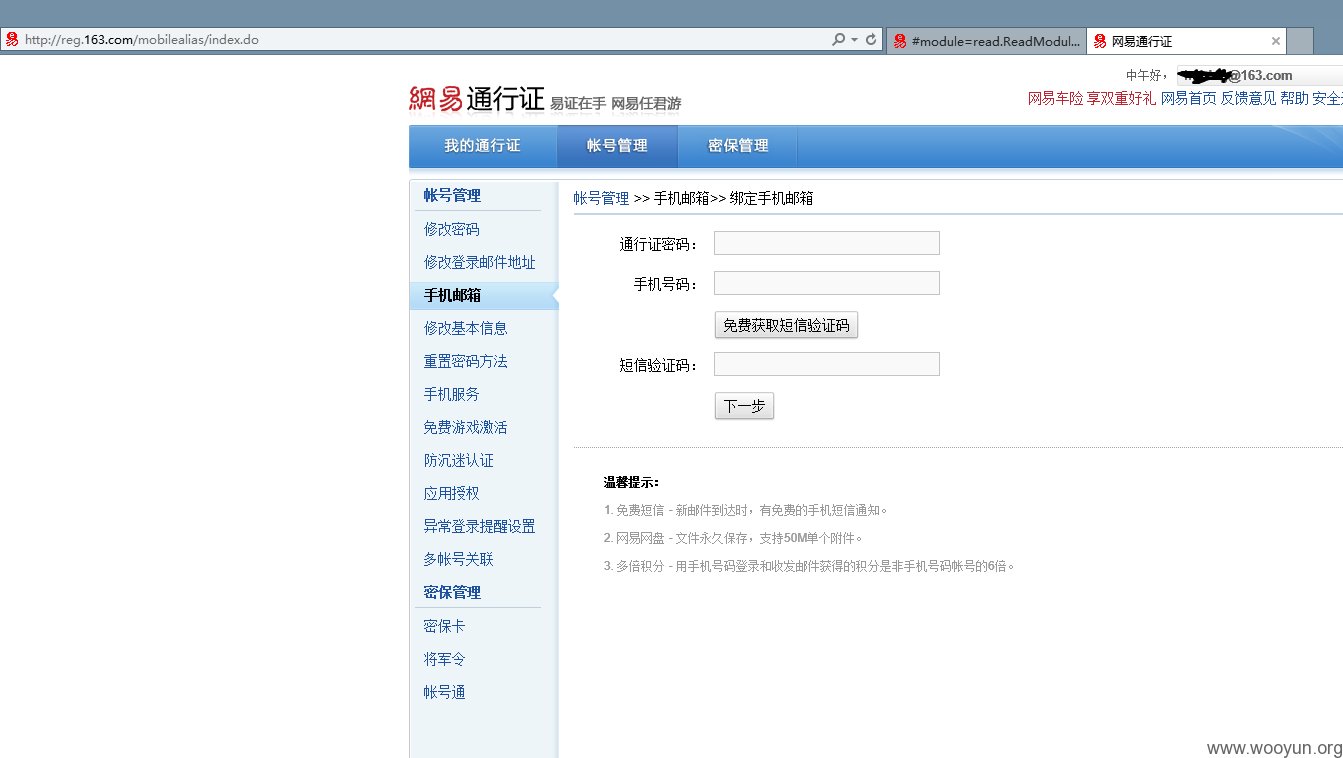 http://reg.163.com/mobilealias/index.do
#module=read.ReadModul...
网易通行证
中午好，
@163.com
網易通行证 易证在手 网易任君游
网易车险 享双重好礼 网易首页 反馈意见 帮助 安全
我的通行证 帐号管理 密保管理
帐号管理
修改密码
修改登录邮件地址
手机邮箱
修改基本信息
重置密码方法
手机服务
免费游戏激活
防沉迷认证
应用授权
异常登录提醒设置
多帐号关联
密保管理
密保卡
将军令
帐号通
帐号管理 >> 手机邮箱>> 绑定手机邮箱
通行证密码：
手机号码：
免费获取短信验证码
短信验证码：
下一步
温馨提示：
1. 免费短信 - 新邮件到达时，有免费的手机短信通知。
2. 网易网盘 - 文件永久保存，支持50M单个附件。
3. 多倍积分 - 用手机号码登录和收发邮件获得的积分是非手机号码帐号的6倍。
www.wooyun.org